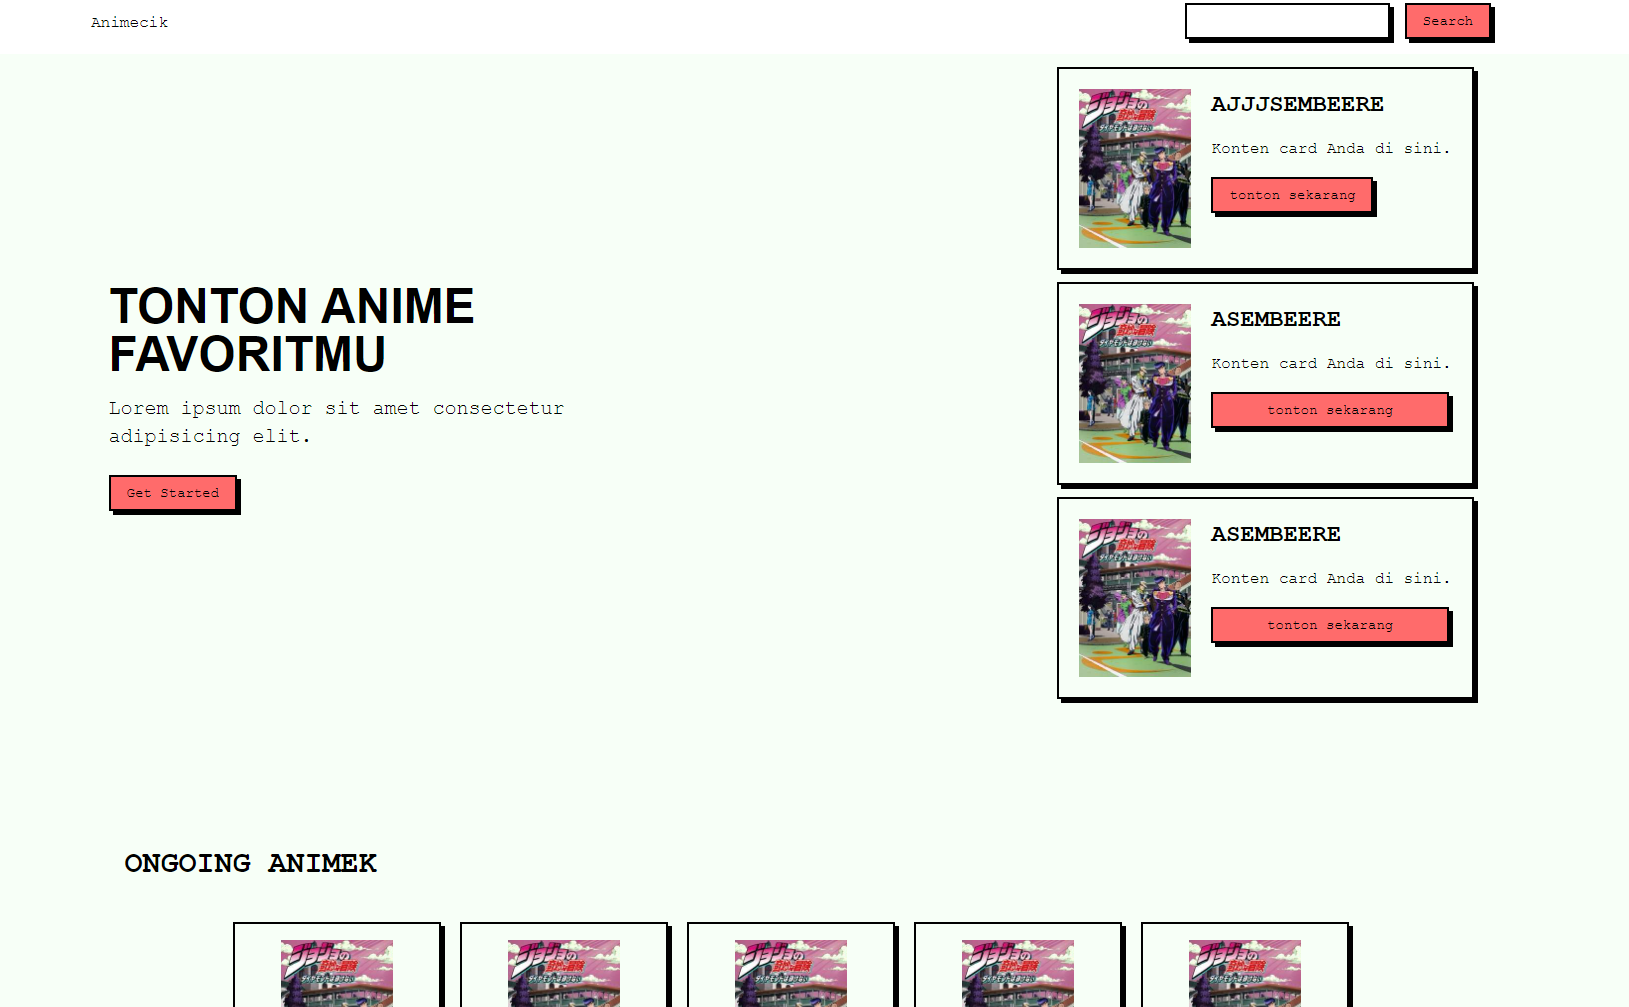 Animecik
Search
AJJJSEMBEERE
Konten card Anda di sini.
tonton sekarang
TONTON ANIME
FAVORITMU
Lorem ipsum dolor sit amet consectetur
adipisicing elit.
Get Started
ASEMBEERE
Konten card Anda di sini.
tonton sekarang
ASEMBEERE
Konten card Anda di sini.
tonton sekarang
ONGOING ANIMEK